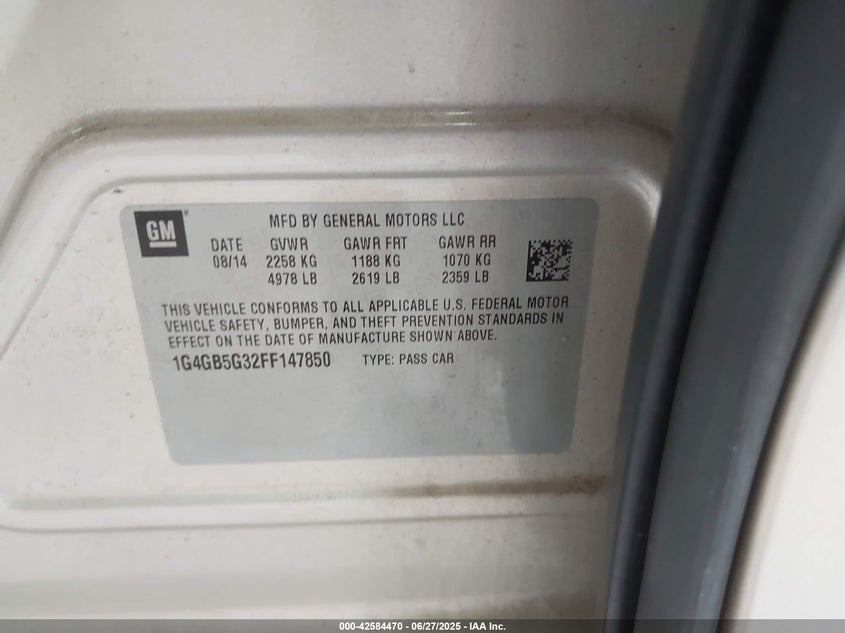 GM
MFD BY GENERAL MOTORS LLC
DATE GVWR GAWR FRT GAWR RR
08/14 2258 KG 1188 KG 1070 KG
4978 LB 2619 LB 2359 LB
THIS VEHICLE CONFORMS TO ALL APPLICABLE U.S. FEDERAL MOTOR
VEHICLE SAFETY, BUMPER, AND THEFT PREVENTION STANDARDS IN
EFFECT ON THE DATE OF MANUFACTURE SHOWN ABOVE.
1G4GB5G32FF147850 TYPE: PASS CAR
000-42584470 - 06/27/2025 - IAA Inc.